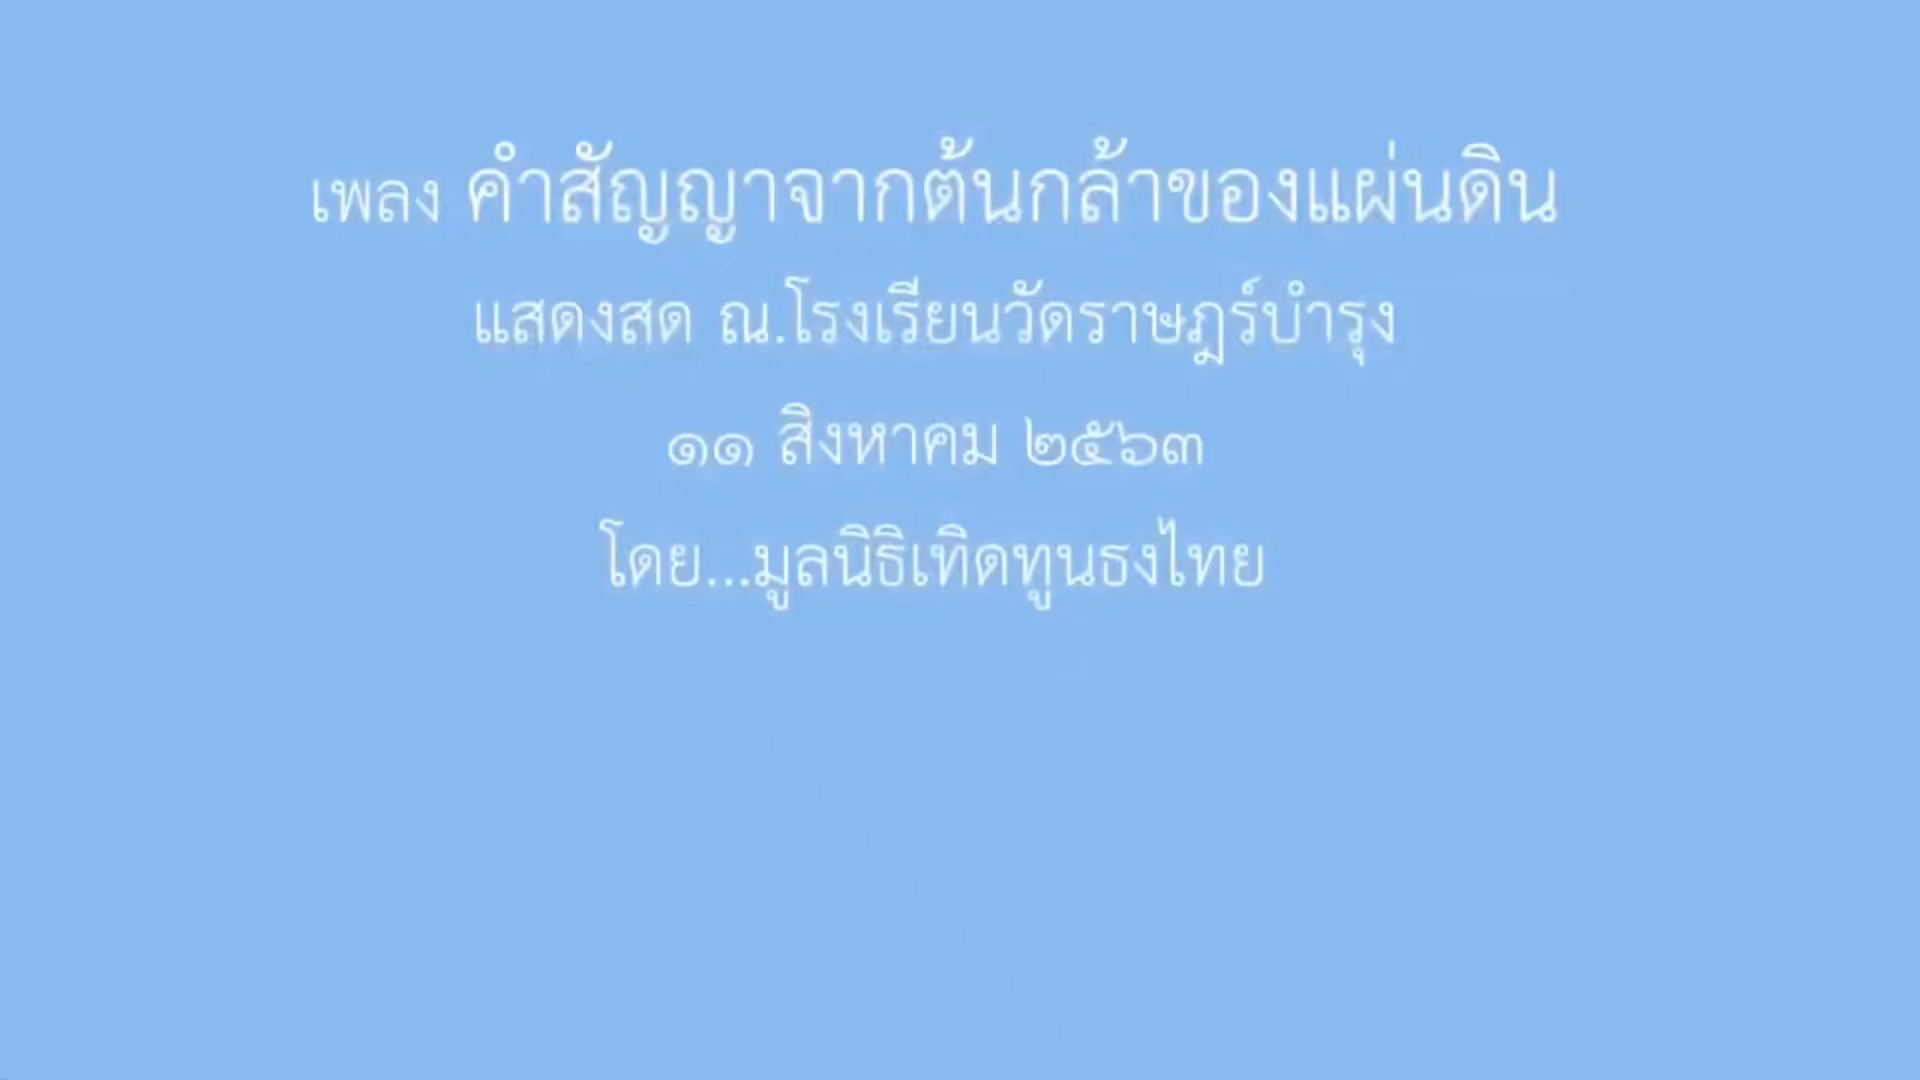 เพลง คำสัญญาจากต้นกล้าของแผ่นดิน
แสดงสด ณ.โรงเรียนวัดราษฎร์บำรุง
๑๑ สิงหาคม ๒๕๖๓
โดย...มูลนิธิเทิดทูนธงไทย